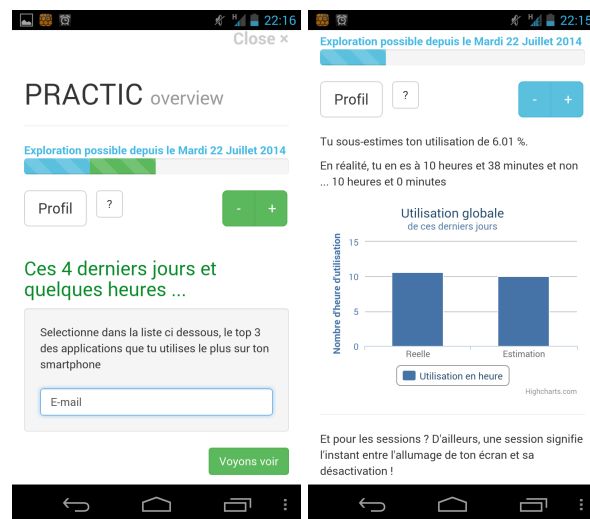 H 22:16
Close ×
PRACTIC overview
Exploration possible depuis le Mardi 22 Juillet 2014
Profil ? - +
Ces 4 derniers jours et
quelques heures ...
Selectionne dans la liste ci dessous, le top 3
des applications que tu utilises le plus sur ton
smartphone
E-mail
Voyons voir
H 22:15
Exploration possible depuis le Mardi 22 Juillet 2014
Profil ? - +
Tu sous-estimes ton utilisation de 6.01 %.
En réalité, tu en es à 10 heures et 38 minutes et non
... 10 heures et 0 minutes
Utilisation globale
de ces derniers jours
Nombre d'heure d'utilisation
15
10
5
0
Reelle Estimation
Utilisation en heure
Highcharts.com
Et pour les sessions ? D'ailleurs, une session signifie
l'instant entre l'allumage de ton écran et sa
désactivation !